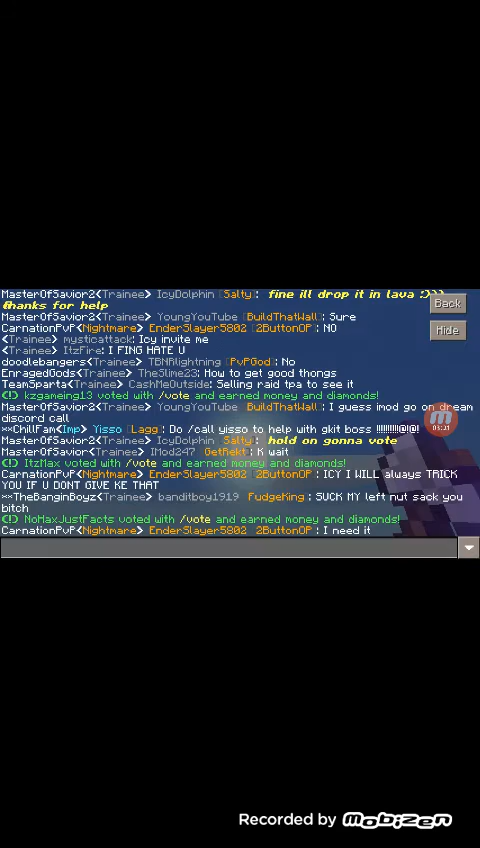 MasterOfSavior2<Trainee> IcyDolphin Salty: fine ill drop it in lava :)))
thanks for help
MasterOfSavior2<Trainee> YoungYouTube BuildThatWall: Sure
CarnationPvP<Nightmare> EnderSlayer5802 2ButtonOP: NO
<Trainee> mysticattack: Icy invite me
<Trainee> ItzFire: I FING HATE U
doodlebangers<Trainee> TBNRlightning PvPGod: No
EnragedGods<Trainee> TheSlime23: How to get good thongs
TeamSparta<Trainee> CashMeOutside: Selling raid tpa to see it
(!) kzgameing13 voted with /vote and earned money and diamonds!
MasterOfSavior2<Trainee> YoungYouTube BuildThatWall: I guess imod go on dream
discord call
**ChillFam<Imp> Yisso Lagg: Do /call yisso to help with gkit boss !!!!!!!!!!@!@!
MasterOfSavior2<Trainee> IcyDolphin Salty: hold on gonna vote
MasterOfSavior<Trainee> IMod247 GetRekt: K wait
(!) ItzMax voted with /vote and earned money and diamonds!
CarnationPvP<Nightmare> EnderSlayer5802 2ButtonOP: ICY I WILL always TRICK
YOU IF U DONT GIVE KE THAT
**TheBanginBoyz<Trainee> banditboy1919 FudgeKing: SUCK MY left nut sack you
bitch
(!) NoMaxJustFacts voted with /vote and earned money and diamonds!
CarnationPvP<Nightmare> EnderSlayer5802 2ButtonOP: I need it
Back
Hide
03:21
Recorded by Mobizen